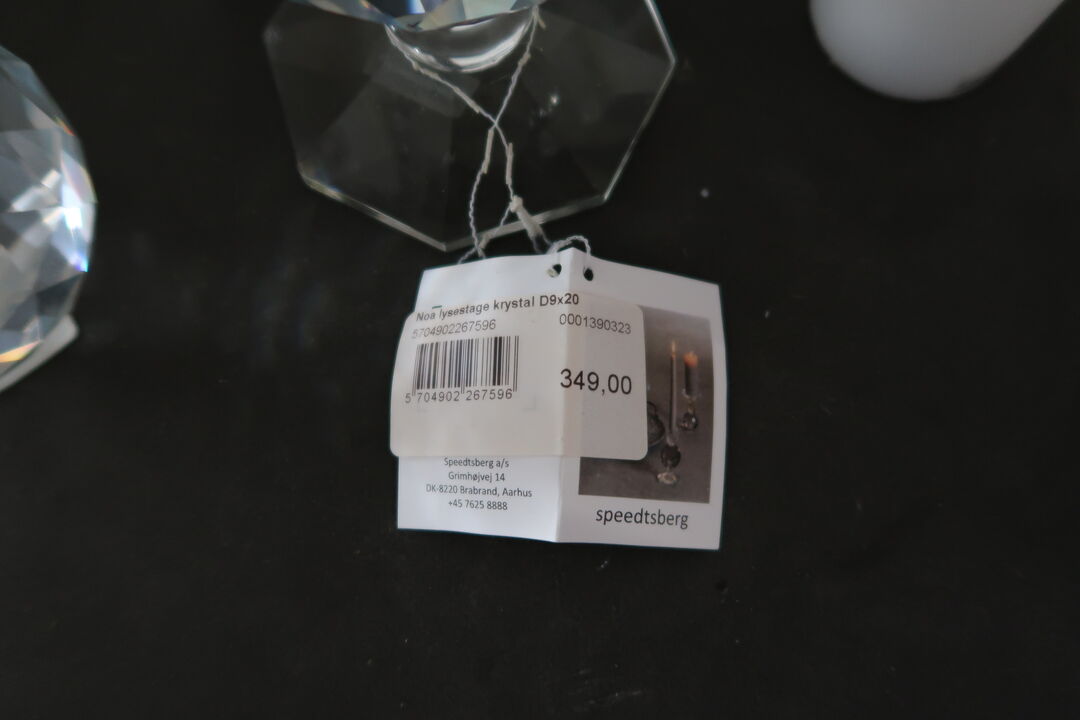 Noa lysestage krystal D9x20
5704902267596 0001390323
349,00
5 704902 267596
Speedtsberg a/s
Grimhøjvej 14
DK-8220 Brabrand, Aarhus
+45 7625 8888
speedtsberg